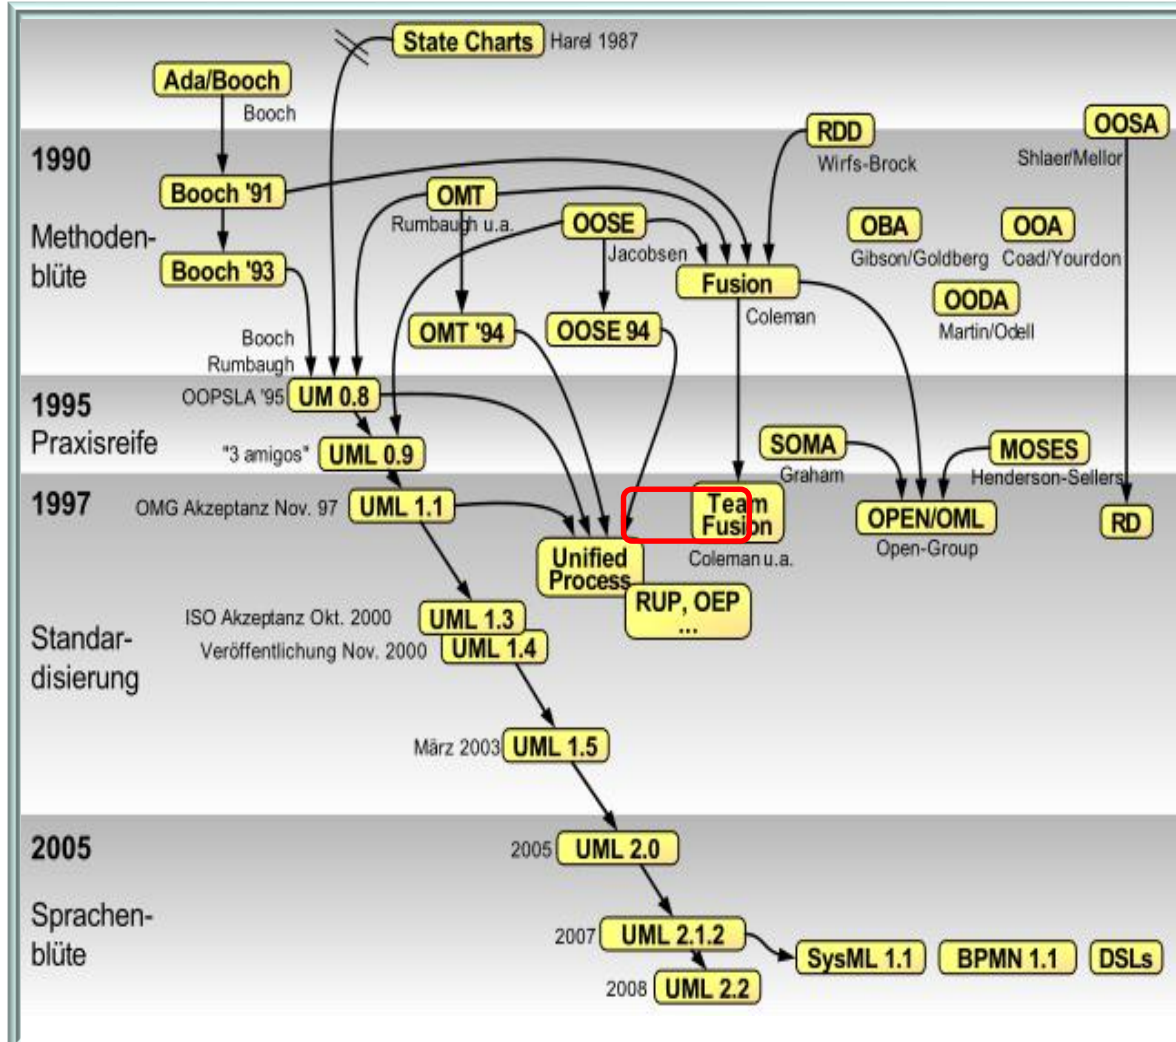 State Charts Harel 1987
Ada/Booch
Booch
RDD
OOSA
1990
Wirfs-Brock
Shlaer/Mellor
Booch '91
OMT
Rumbaugh u.a.
OOSE
Jacobsen
OBA
OOA
Gibson/Goldberg
Coad/Yourdon
Methoden-
blüte
Booch '93
Fusion
Coleman
OODA
Martin/Odell
OMT '94
OOSE 94
Booch
Rumbaugh
OOPSLA '95 UM 0.8
1995
Praxisreife
"3 amigos" UML 0.9
SOMA
Graham
MOSES
Henderson-Sellers
1997
OMG Akzeptanz Nov. 97 UML 1.1
Team
Fusion
Coleman u.a.
OPEN/OML
Open-Group
RD
Unified
Process
RUP, OEP
...
ISO Akzeptanz Okt. 2000 UML 1.3
Veröffentlichung Nov. 2000 UML 1.4
Standar-
disierung
März 2003 UML 1.5
2005
2005 UML 2.0
Sprachen-
blüte
2007 UML 2.1.2
SysML 1.1
BPMN 1.1
DSLs
2008 UML 2.2